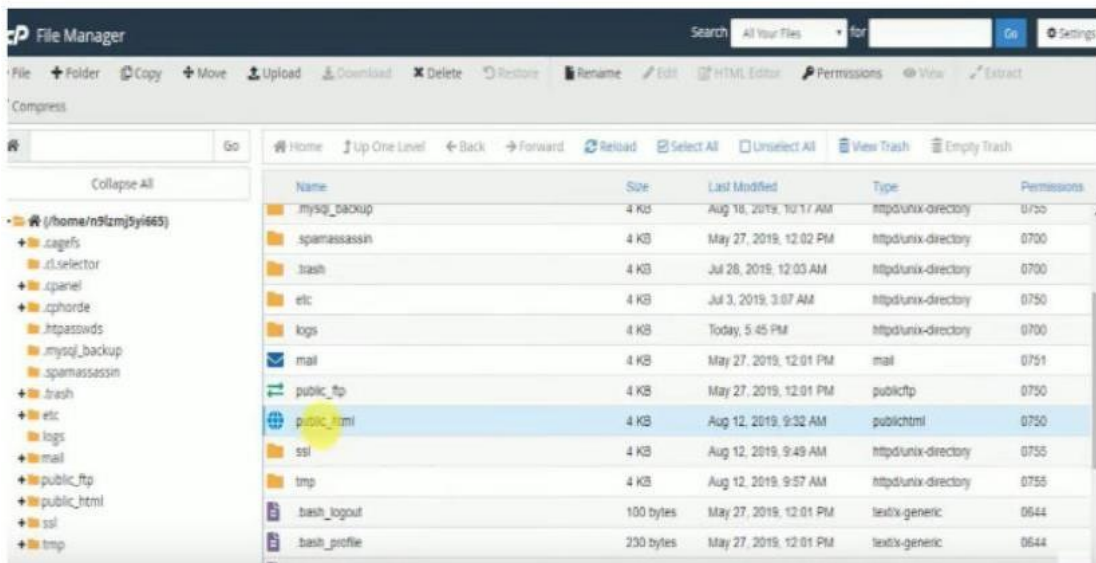 cP File Manager
Search All Your Files for Go Settings
File Folder Copy Move Upload Download Delete Restore Rename Edit HTML Editor Permissions View Extract
Compress
Go Home Up One Level Back Forward Reload Select All Unselect All View Trash Empty Trash
Collapse All
Name Size Last Modified Type Permissions
(/home/n9lzmj5yi665)
.cagefs
.cl.selector
.cpanel
.cphorde
.htpasswds
.mysql_backup
.spamassassin
.trash
etc
logs
mail
public_ftp
public_html
ssl
tmp
.mysql_backup 4 KB Aug 18, 2019, 10:17 AM httpd/unix-directory 0755
.spamassassin 4 KB May 27, 2019, 12:02 PM httpd/unix-directory 0700
.trash 4 KB Jul 28, 2019, 12:03 AM httpd/unix-directory 0700
etc 4 KB Jul 3, 2019, 3:07 AM httpd/unix-directory 0750
logs 4 KB Today, 5:45 PM httpd/unix-directory 0700
mail 4 KB May 27, 2019, 12:01 PM mail 0751
public_ftp 4 KB May 27, 2019, 12:01 PM publicftp 0750
public_html 4 KB Aug 12, 2019, 9:32 AM publichtml 0750
ssl 4 KB Aug 12, 2019, 9:49 AM httpd/unix-directory 0755
tmp 4 KB Aug 12, 2019, 9:57 AM httpd/unix-directory 0755
.bash_logout 100 bytes May 27, 2019, 12:01 PM text/x-generic 0644
.bash_profile 230 bytes May 27, 2019, 12:01 PM text/x-generic 0644